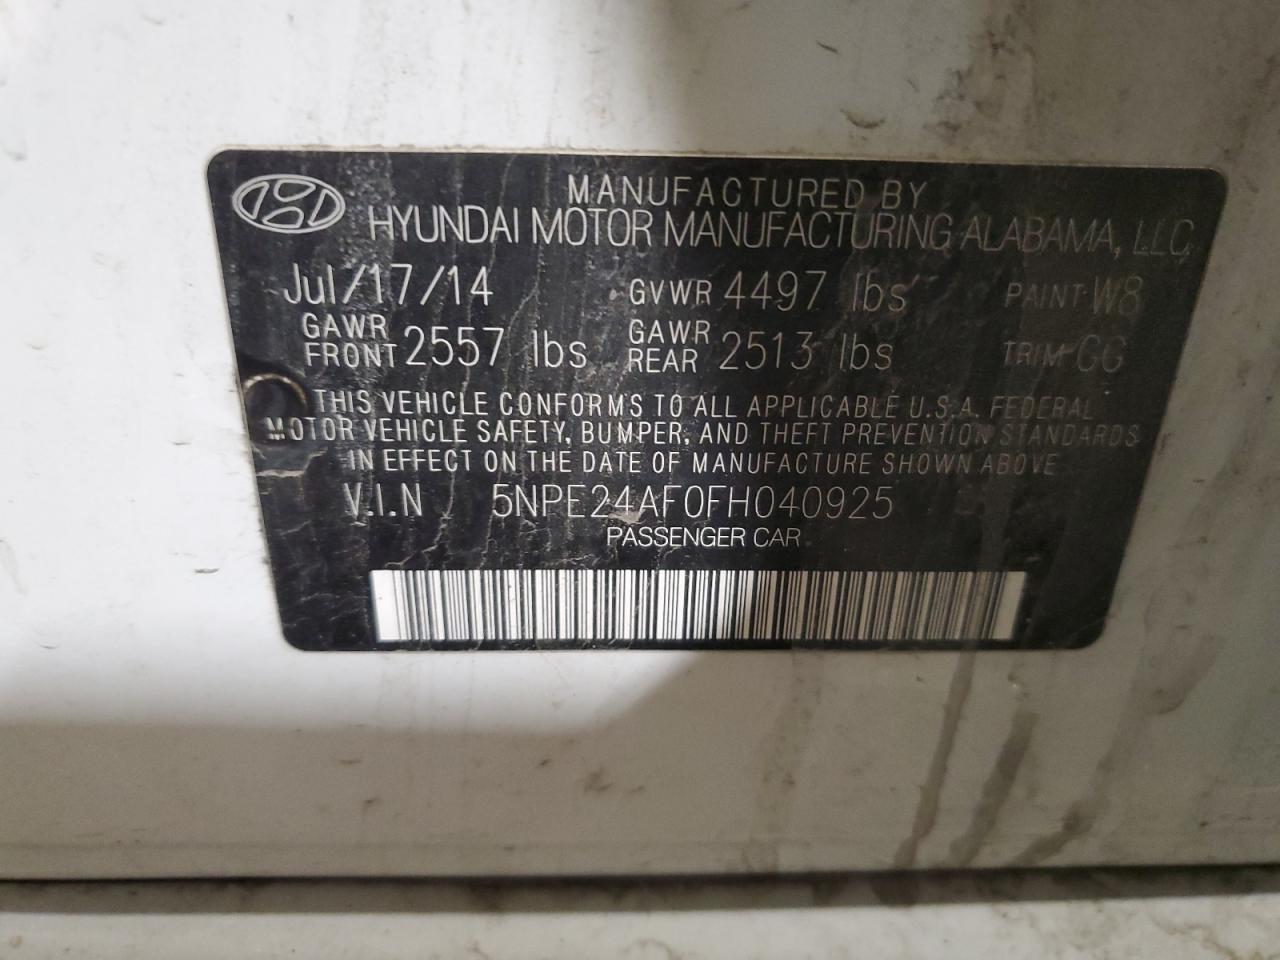 MANUFACTURED BY
HYUNDAI MOTOR MANUFACTURING ALABAMA, LLC
Jul/17/14 GVWR 4497 lbs PAINT W8
GAWR FRONT 2557 lbs GAWR REAR 2513 lbs TRIM GG
THIS VEHICLE CONFORMS TO ALL APPLICABLE U.S.A. FEDERAL
MOTOR VEHICLE SAFETY, BUMPER, AND THEFT PREVENTION STANDARDS
IN EFFECT ON THE DATE OF MANUFACTURE SHOWN ABOVE
V.I.N 5NPE24AF0FH040925
PASSENGER CAR